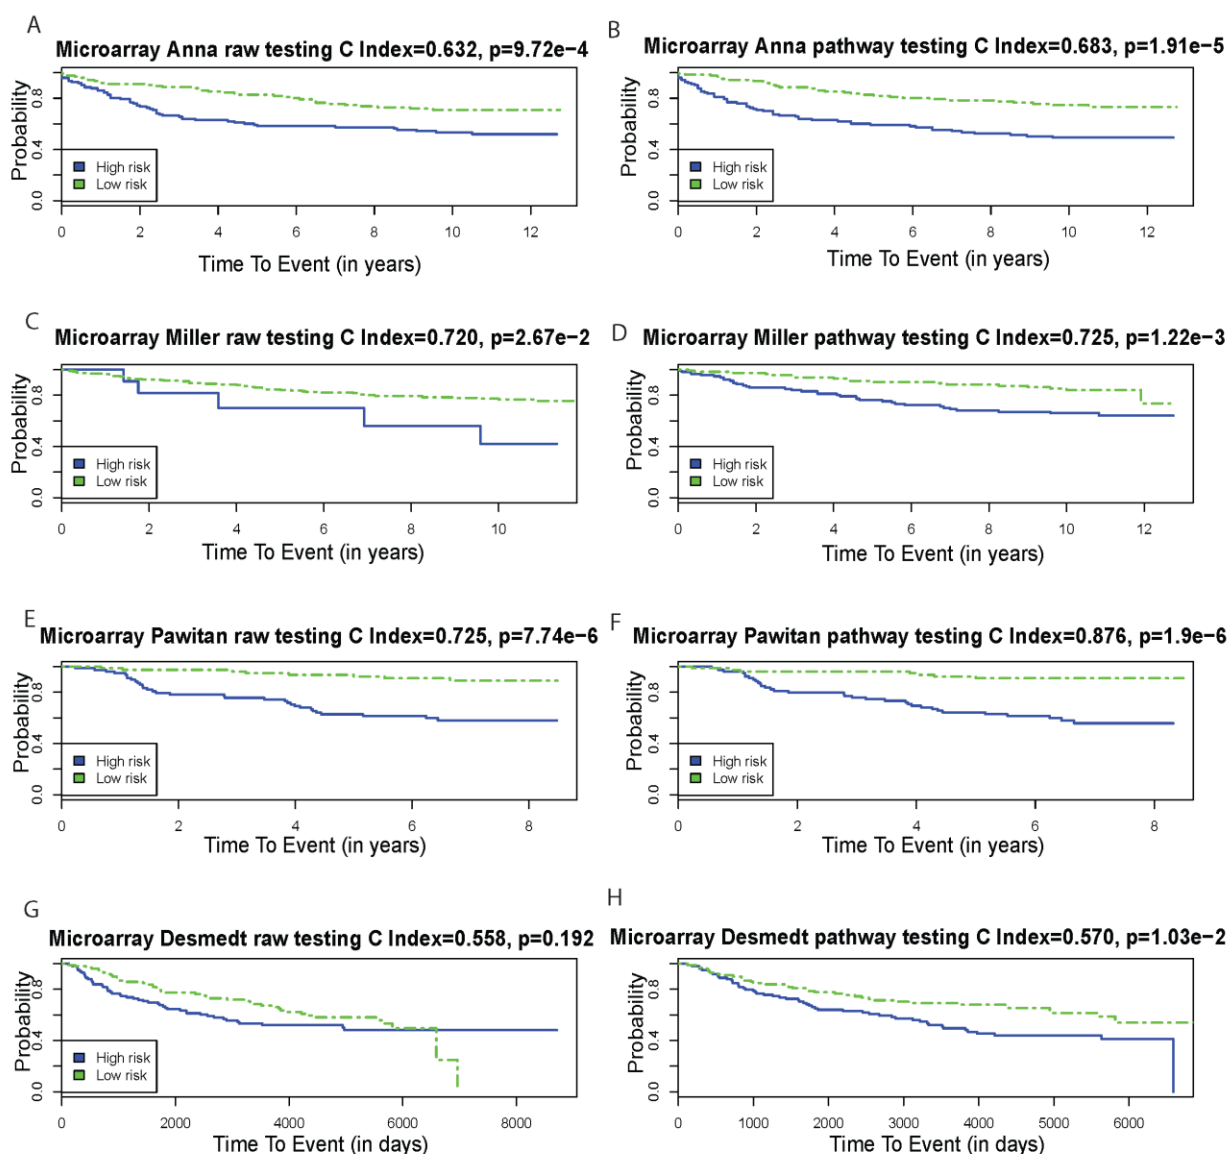 A
Microarray Anna raw testing C Index=0.632, p=9.72e−4
Probability
0.0 0.4 0.8
High risk
Low risk
0 2 4 6 8 10 12
Time To Event (in years)
B
Microarray Anna pathway testing C Index=0.683, p=1.91e−5
Probability
0.0 0.4 0.8
High risk
Low risk
0 2 4 6 8 10 12
Time To Event (in years)
C
Microarray Miller raw testing C Index=0.720, p=2.67e−2
Probability
0.0 0.4 0.8
High risk
Low risk
0 2 4 6 8 10
Time To Event (in years)
D
Microarray Miller pathway testing C Index=0.725, p=1.22e−3
Probability
0.0 0.4 0.8
High risk
Low risk
0 2 4 6 8 10 12
Time To Event (in years)
E
Microarray Pawitan raw testing C Index=0.725, p=7.74e−6
Probability
0.0 0.4 0.8
High risk
Low risk
0 2 4 6 8
Time To Event (in years)
F
Microarray Pawitan pathway testing C Index=0.876, p=1.9e−6
Probability
0.0 0.4 0.8
High risk
Low risk
0 2 4 6 8
Time To Event (in years)
G
Microarray Desmedt raw testing C Index=0.558, p=0.192
Probability
0.0 0.4 0.8
High risk
Low risk
0 2000 4000 6000 8000
Time To Event (in days)
H
Microarray Desmedt pathway testing C Index=0.570, p=1.03e−2
Probability
0.0 0.4 0.8
High risk
Low risk
0 1000 2000 3000 4000 5000 6000
Time To Event (in days)